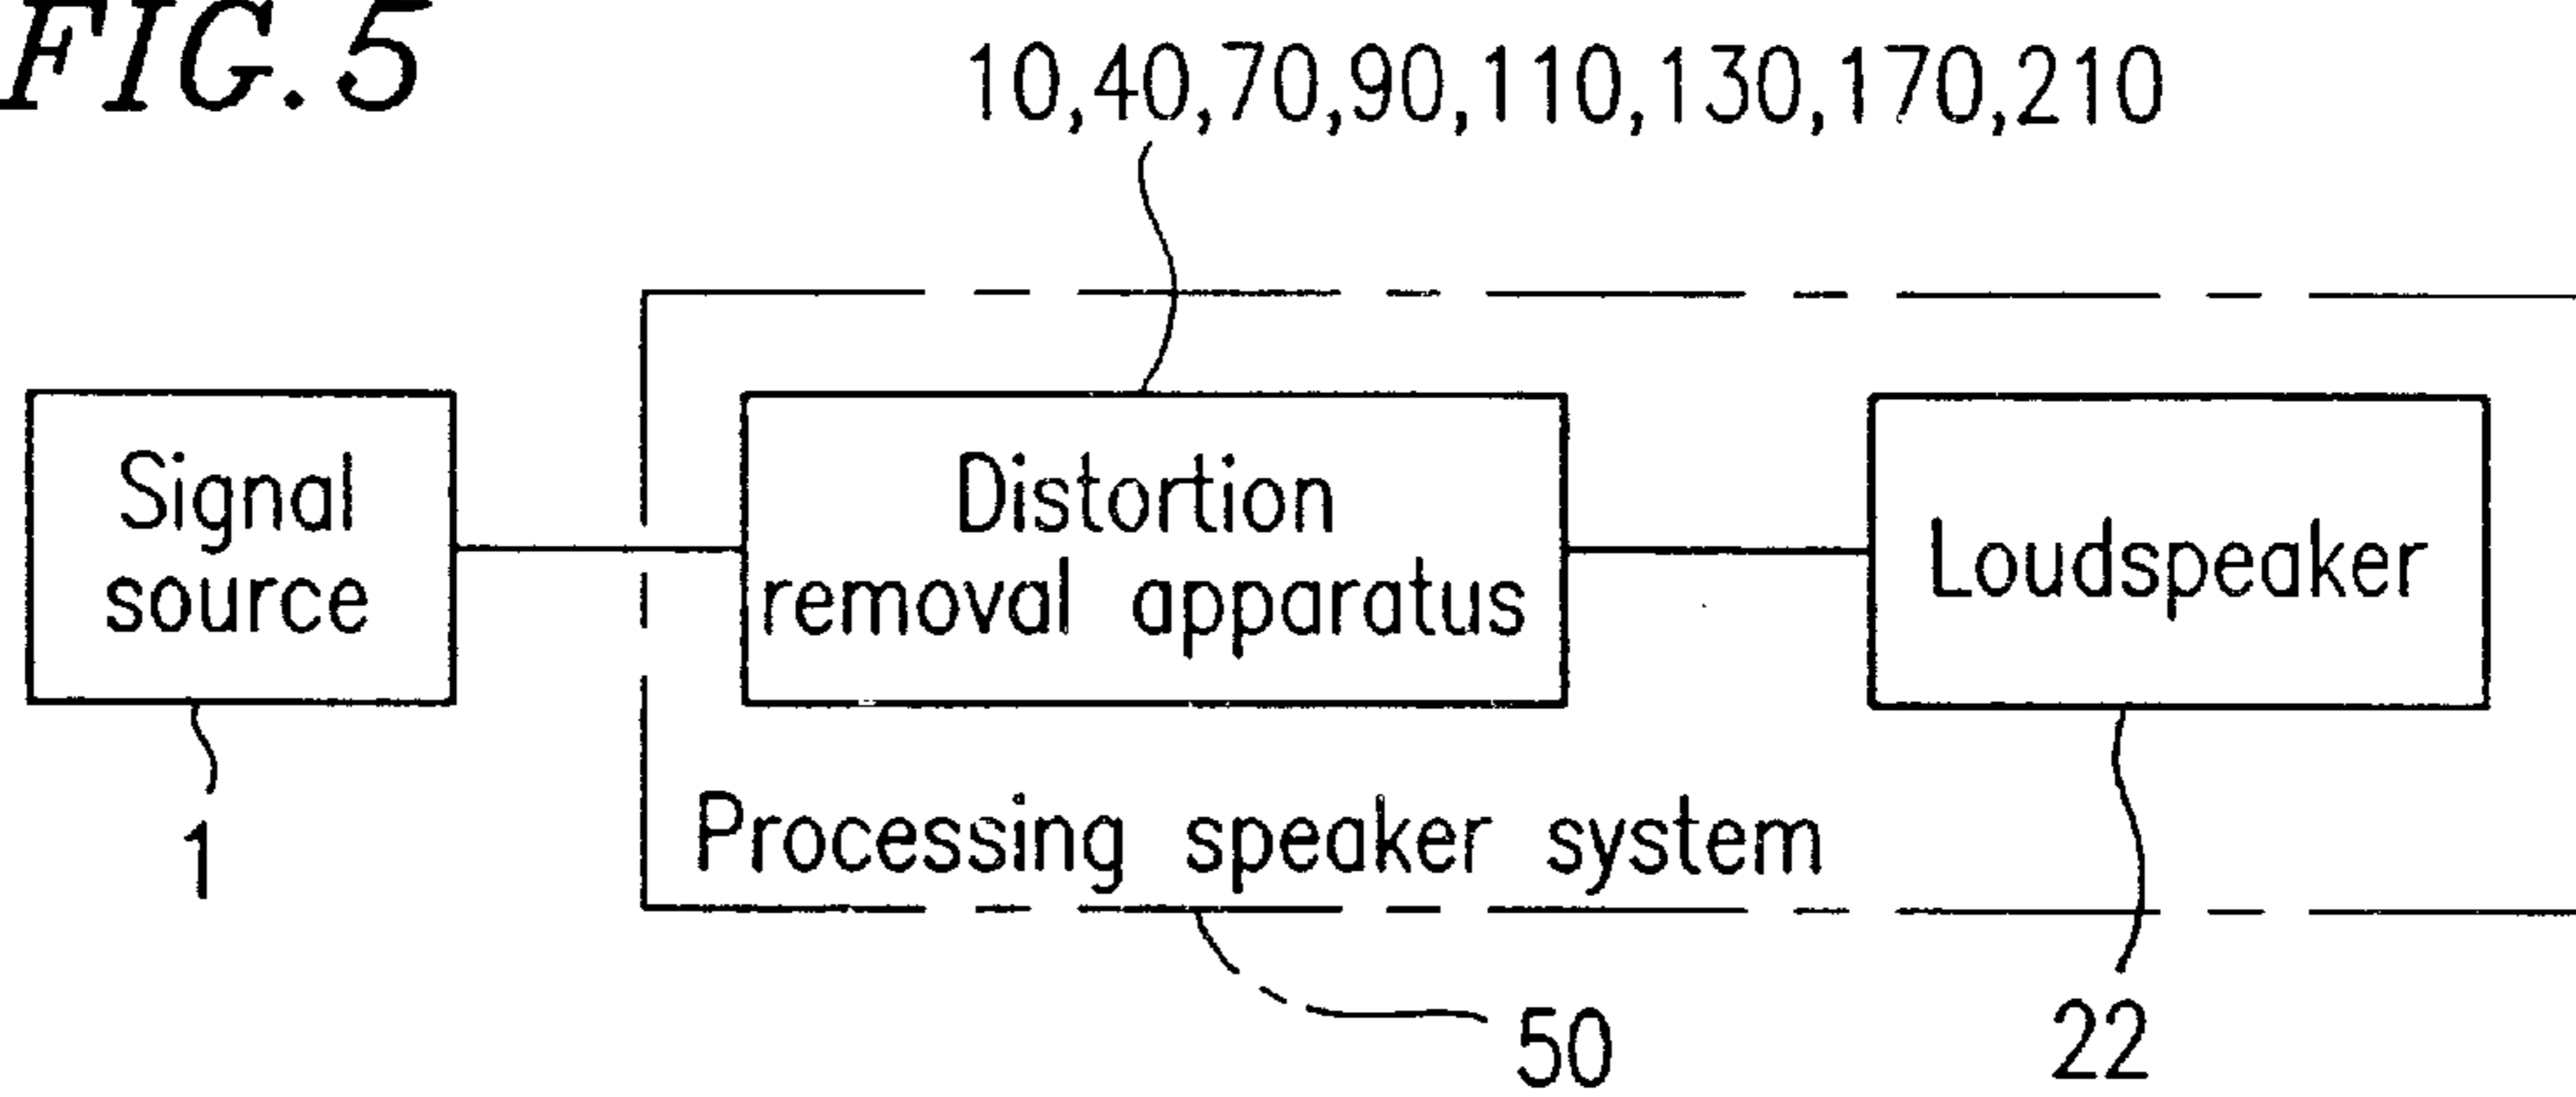 FIG. 5
10,40,70,90,110,130,170,210
Signal
source
Distortion
removal apparatus
Loudspeaker
Processing speaker system
1
50
22